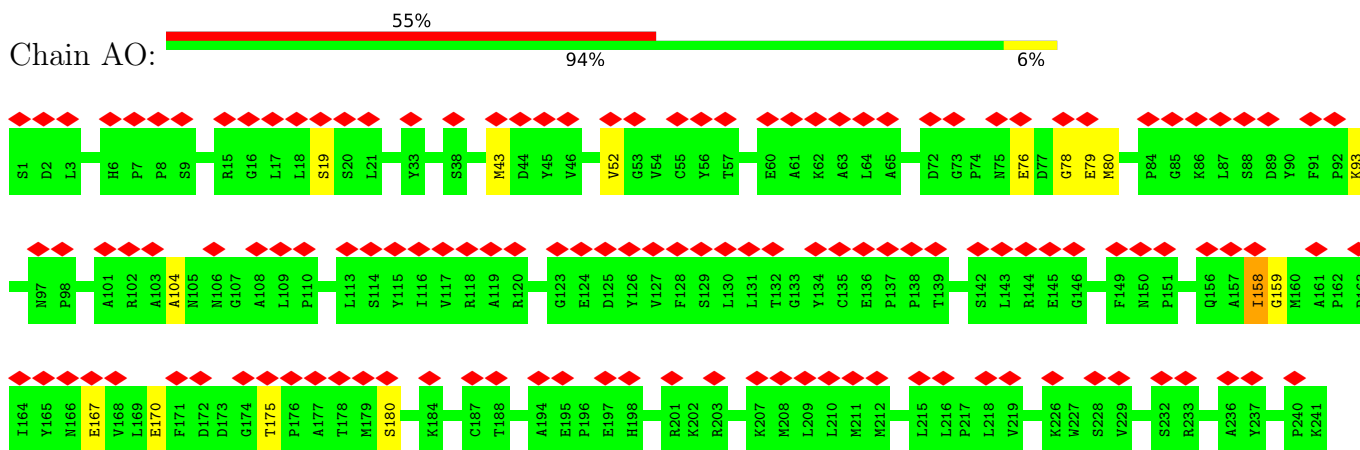 55%
Chain AO:
94% 6%
S1 D2 L3 H6 P7 P8 S9 R15 G16 L17 L18 S19 S20 L21 Y33 S38 M43 D44 Y45 V46 V52 G53 V54 C55 Y56 T57 E60 A61 K62 A63 L64 A65 D72 G73 P74 N75 E76 D77 G78 E79 M80 P84 G85 K86 L87 S88 D89 Y90 F91 P92 K93
N97 P98 A101 R102 A103 A104 N105 N106 G107 A108 L109 P110 L113 S114 Y115 I116 V117 R118 A119 R120 G123 E124 D125 Y126 V127 F128 S129 L130 L131 T132 G133 Y134 C135 E136 P137 P138 T139 S142 L143 R144 E145 G146 F149 N150 P151 Q156 A157 I158 G159 M160 A161 P162
I164 Y165 N166 E167 V168 L169 E170 F171 D172 D173 G174 T175 P176 A177 T178 M179 S180 K184 C187 T188 A194 E195 P196 E197 H198 R201 K202 R203 K207 M208 L209 L210 M211 M212 L215 L216 P217 L218 V219 K226 W227 S228 V229 S232 R233 A236 Y237 P240 K241